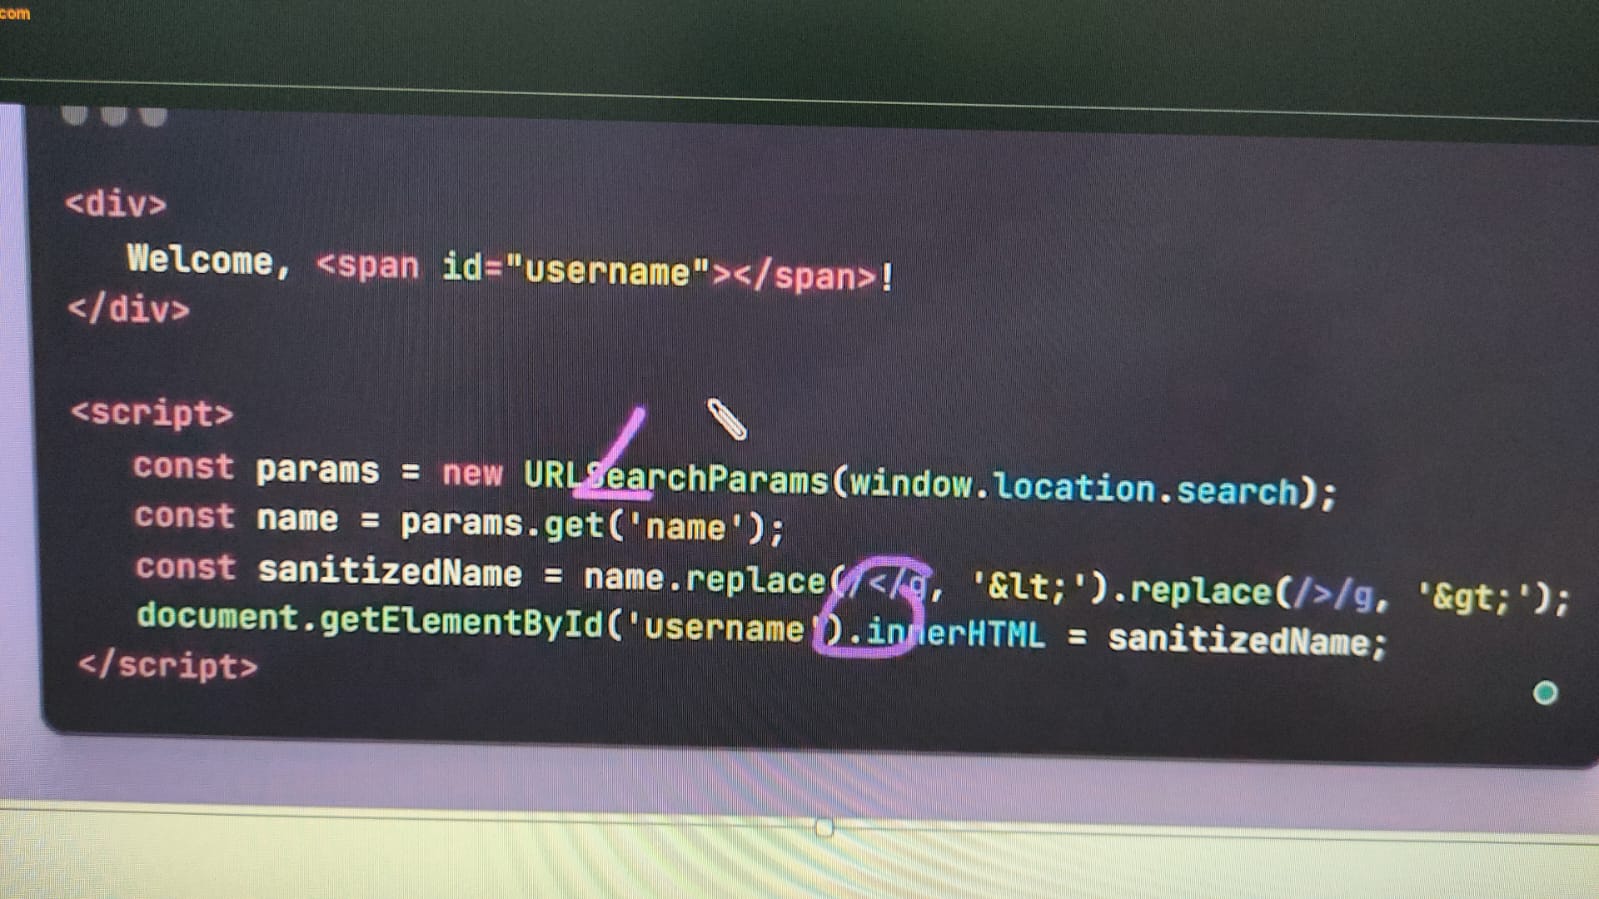 com
<div>
Welcome, <span id="username"></span>!
</div>
<script>
const params = new URLSearchParams(window.location.search);
const name = params.get('name');
const sanitizedName = name.replace(/</g, '&lt;').replace(/>/g, '&gt;');
document.getElementById('username').innerHTML = sanitizedName;
</script>